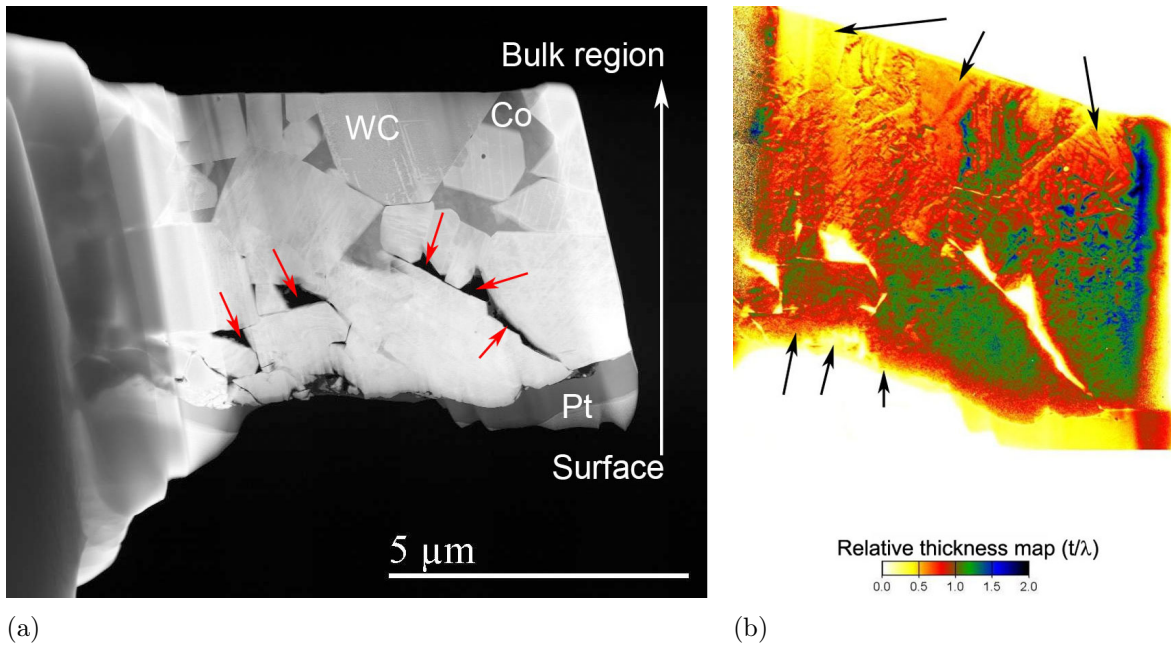 Bulk region
WC
Co
Pt
Surface
5 μm
Relative thickness map (t/λ)
0.0 0.5 1.0 1.5 2.0
(a)
(b)